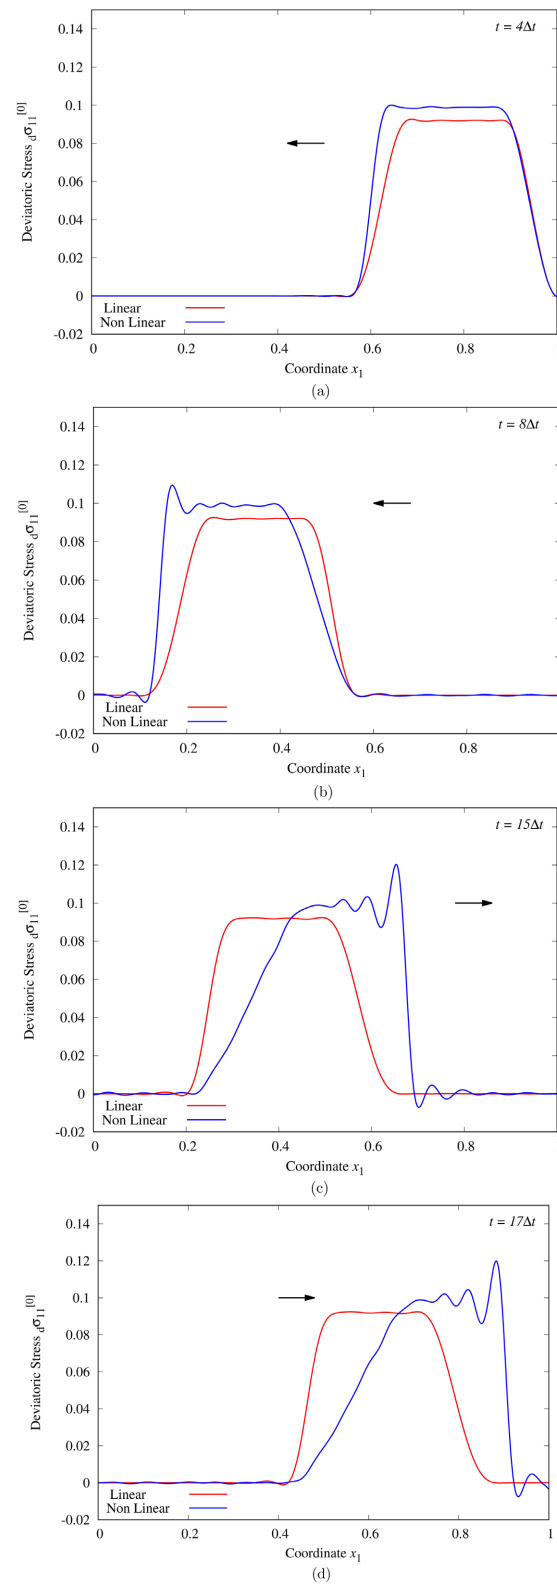 t = 4Δt
0.14
0.12
0.1
0.08
0.06
0.04
0.02
0
-0.02
Deviatoric Stress dσ11[0]
Linear
Non Linear
0 0.2 0.4 0.6 0.8 1
Coordinate x1
(a)
t = 8Δt
0.14
0.12
0.1
0.08
0.06
0.04
0.02
0
-0.02
Deviatoric Stress dσ11[0]
Linear
Non Linear
0 0.2 0.4 0.6 0.8
Coordinate x1
(b)
t = 15Δt
0.14
0.12
0.1
0.08
0.06
0.04
0.02
0
-0.02
Deviatoric Stress dσ11[0]
Linear
Non Linear
0 0.2 0.4 0.6 0.8 1
Coordinate x1
(c)
t = 17Δt
0.14
0.12
0.1
0.08
0.06
0.04
0.02
0
-0.02
Deviatoric Stress dσ11[0]
Linear
Non Linear
0 0.2 0.4 0.6 0.8 1
Coordinate x1
(d)